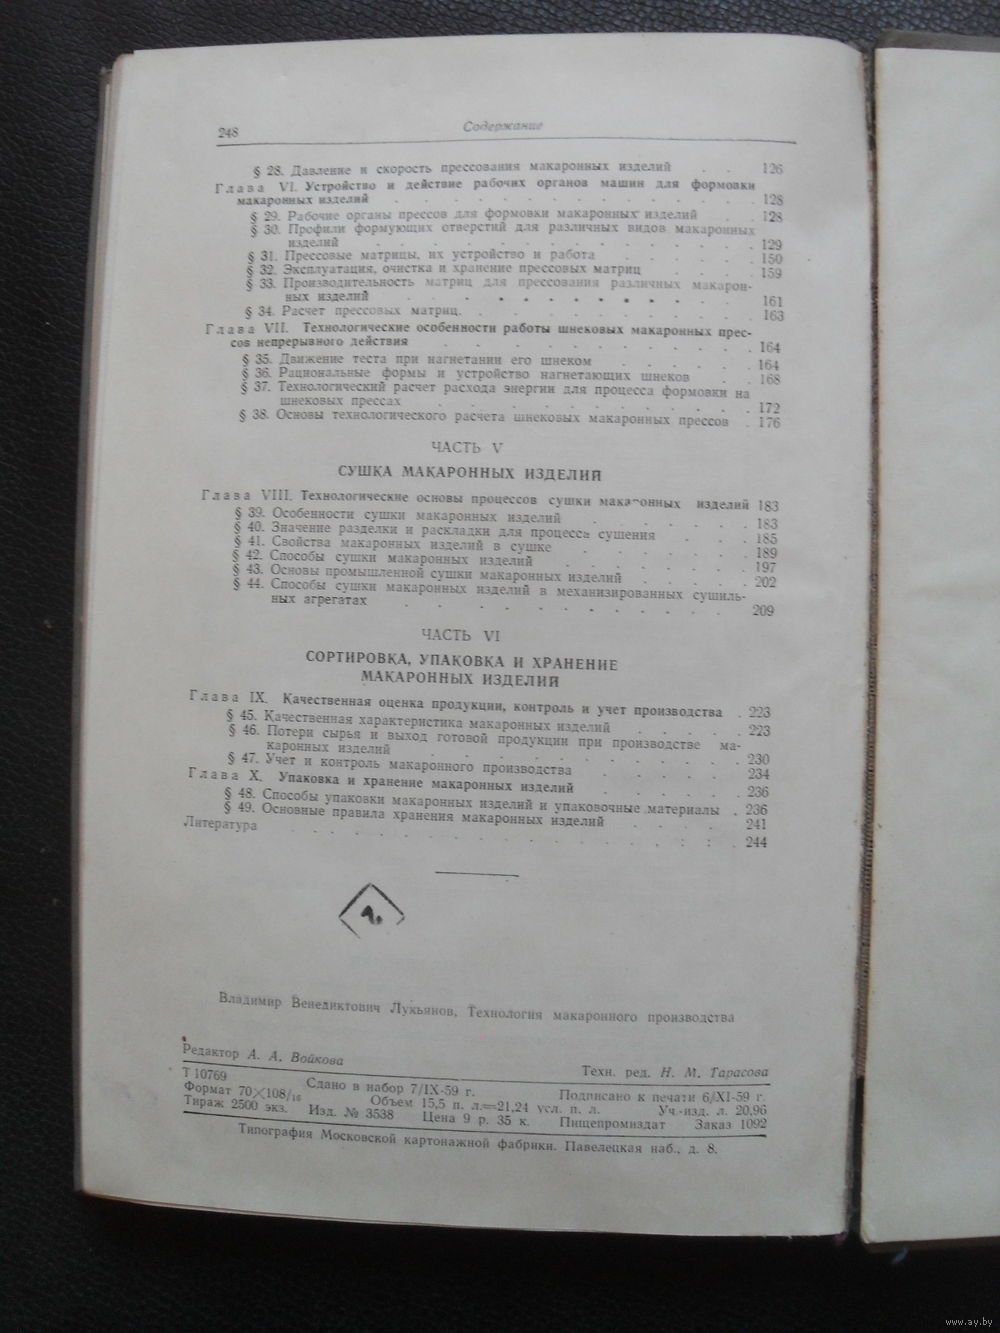 248
Содержание
§ 28. Давление и скорость прессования макаронных изделий . . 126
Глава VI. Устройство и действие рабочих органов машин для формовки
макаронных изделий . . . . . . . . . . . . . 128
§ 29. Рабочие органы прессов для формовки макаронных изделий . . 128
§ 30. Профили формующих отверстий для различных видов макаронных
изделий . . . . . . . . . . . . . 129
§ 31. Прессовые матрицы, их устройство и работа . . . . . 150
§ 32. Эксплуатация, очистка и хранение прессовых матриц . . . . 159
§ 33. Производительность матриц для прессования различных макарон-
ных изделий . . . . . . . . . . . . 161
§ 34. Расчет прессовых матриц. . . . . . . . . . 163
Глава VII. Технологические особенности работы шнековых макаронных прес-
сов непрерывного действия . . . . . . . . . . 164
§ 35. Движение теста при нагнетании его шнеком . . . . . 164
§ 36. Рациональные формы и устройство нагнетающих шнеков . . 168
§ 37. Технологический расчет расхода энергии для процесса формовки на
шнековых прессах . . . . . . . . . . 172
§ 38. Основы технологического расчета шнековых макаронных прессов . 176
ЧАСТЬ V
СУШКА МАКАРОННЫХ ИЗДЕЛИЙ
Глава VIII. Технологические основы процессов сушки макаронных изделий 183
§ 39. Особенности сушки макаронных изделий . . . . . . 183
§ 40. Значение разделки и раскладки для процесса сушения . . . 185
§ 41. Свойства макаронных изделий в сушке . . . . . . 189
§ 42. Способы сушки макаронных изделий . . . . . . 197
§ 43. Основы промышленной сушки макаронных изделий . . . . 202
§ 44. Способы сушки макаронных изделий в механизированных сушиль-
ных агрегатах . . . . . . . . . . 209
ЧАСТЬ VI
СОРТИРОВКА, УПАКОВКА И ХРАНЕНИЕ
МАКАРОННЫХ ИЗДЕЛИЙ
Глава IX. Качественная оценка продукции, контроль и учет производства . 223
§ 45. Качественная характеристика макаронных изделий . . . . 223
§ 46. Потери сырья и выход готовой продукции при производстве ма-
каронных изделий . . . . . . . . . 230
§ 47. Учет и контроль макаронного производства . . . . . 234
Глава X. Упаковка и хранение макаронных изделий . . . . . 236
§ 48. Способы упаковки макаронных изделий и упаковочные материалы . 236
§ 49. Основные правила хранения макаронных изделий . . . . 241
Литература . . . . . . . . . . . . . . 244
Владимир Венедиктович Лукьянов, Технология макаронного производства
Редактор А. А. Войкова
Техн. ред. Н. М. Тарасова
Т 10769 Сдано в набор 7/IX-59 г. Подписано к печати 6/XI-59 г.
Формат 70×108/16 Объем 15,5 п. л.=21,24 усл. п. л. Уч.-изд. л. 20,96
Тираж 2500 экз. Изд. № 3538 Цена 9 р. 35 к. Пищепромиздат Заказ 1092
Типография Московской картонажной фабрики. Павелецкая наб., д. 8.
www.ay.by